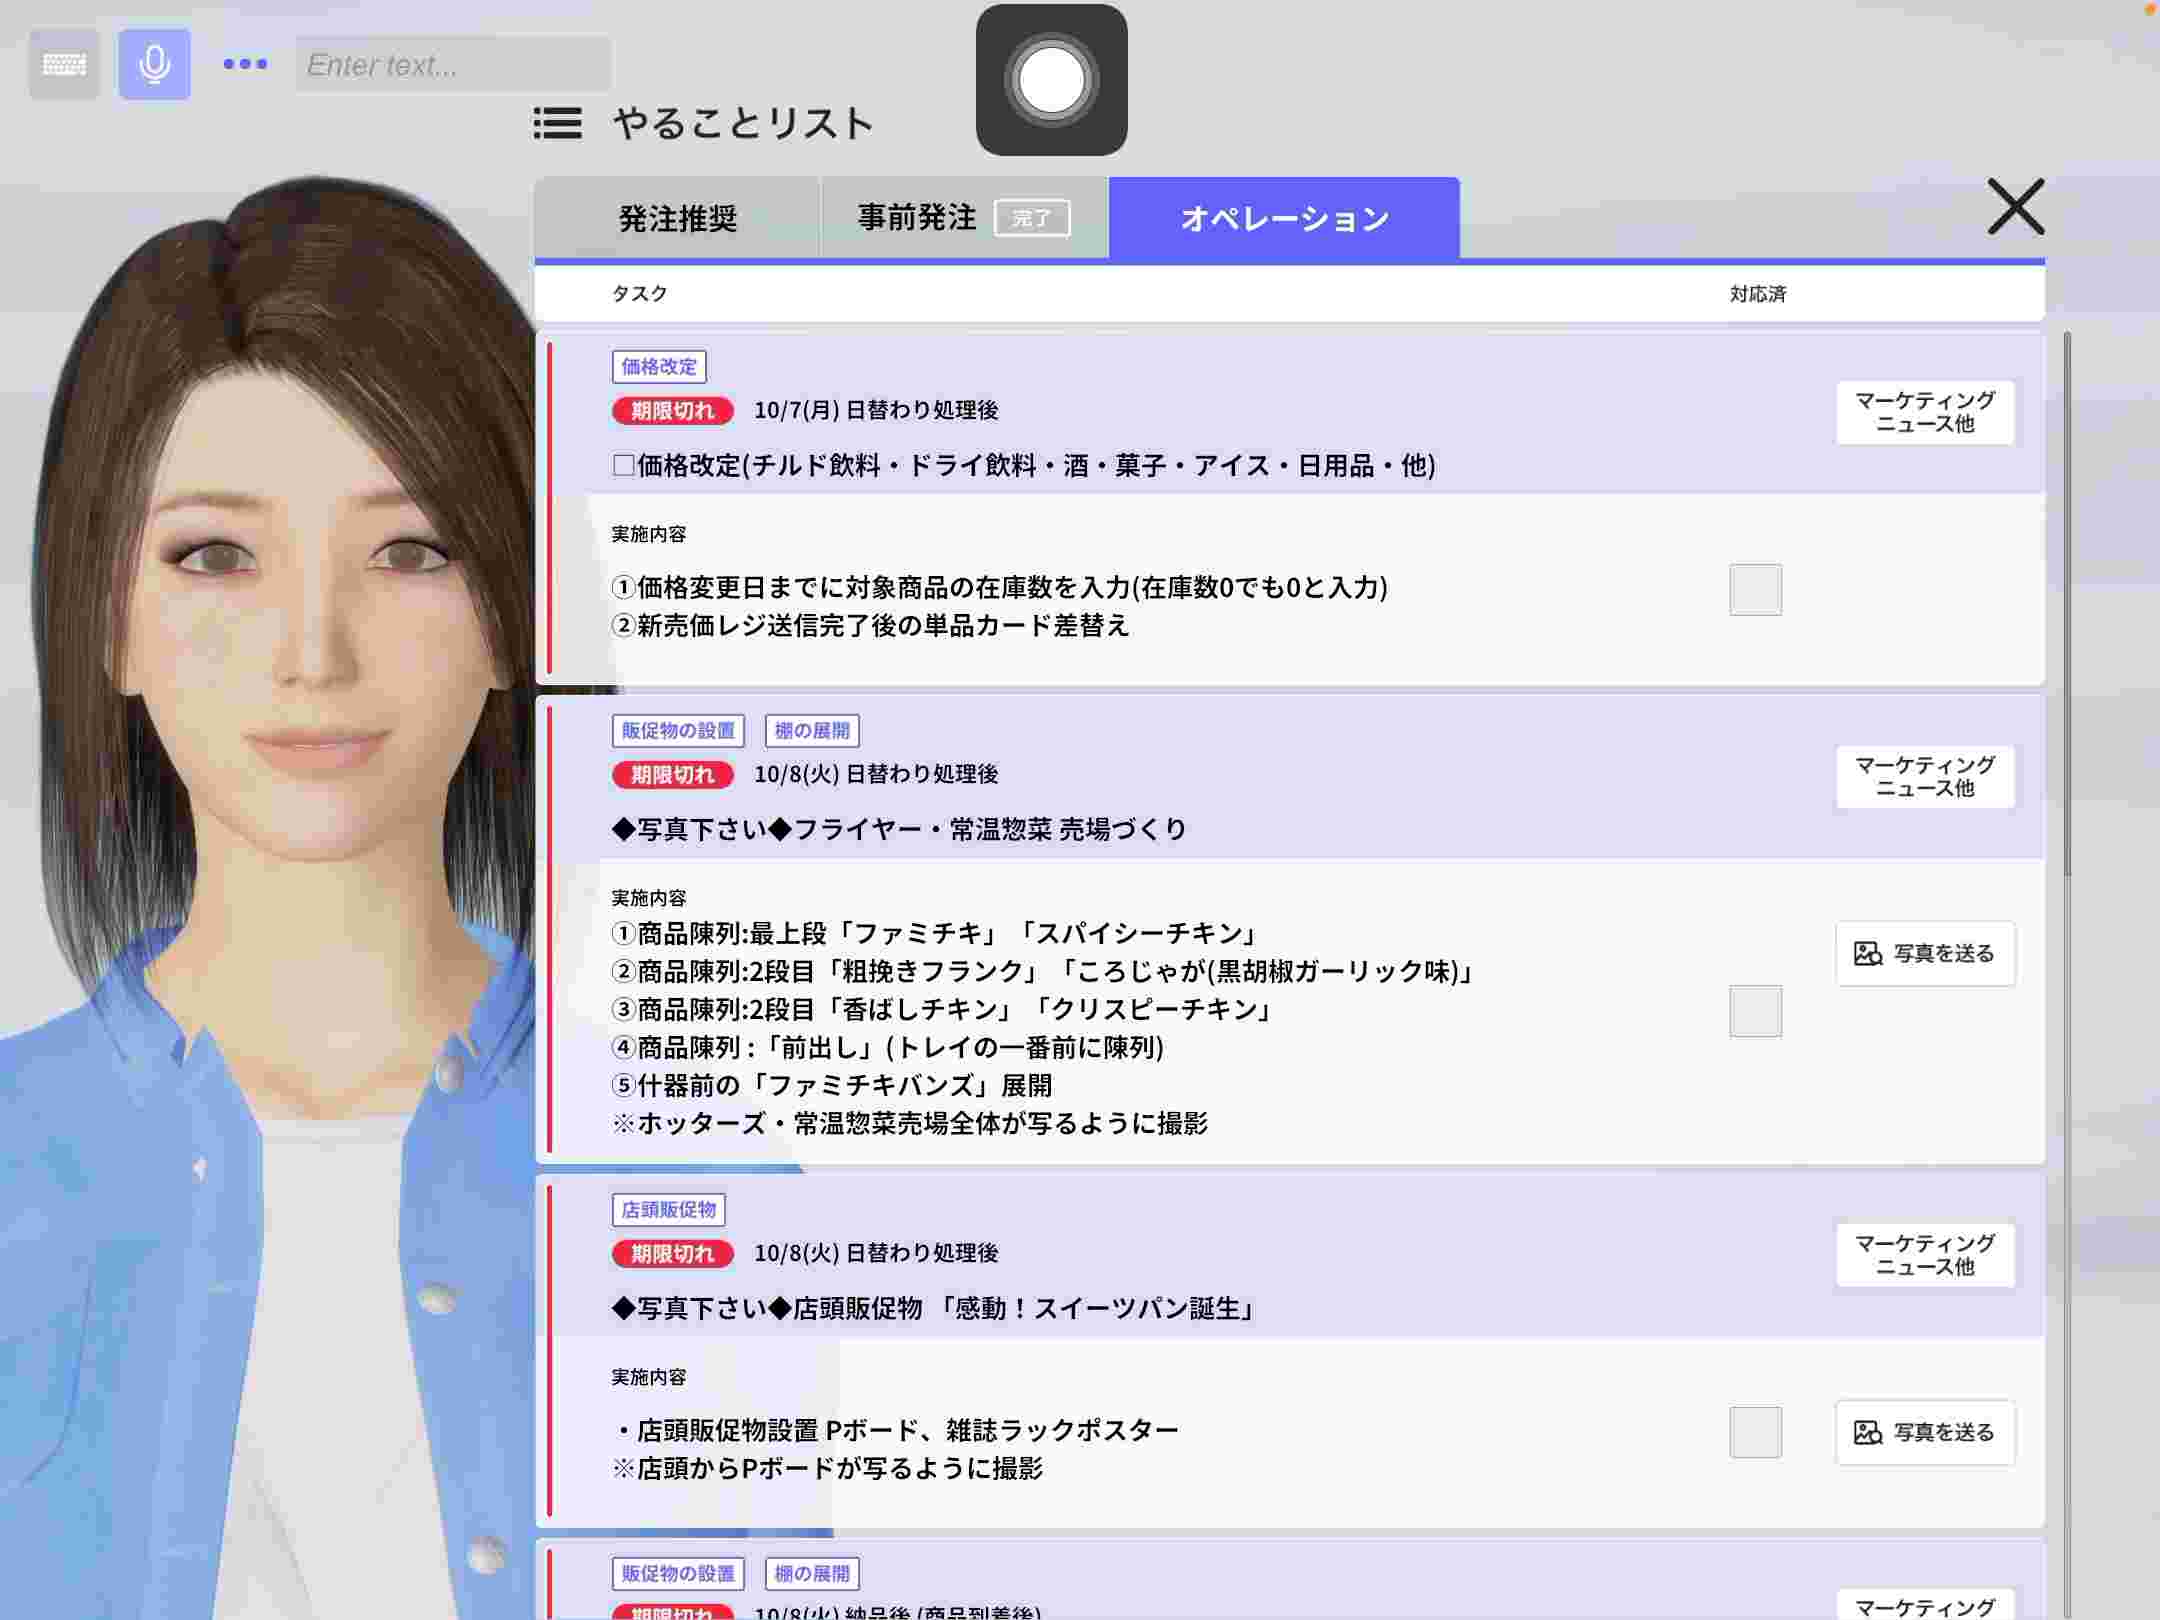 Enter text...
やることリスト
発注推奨
事前発注 完了
オペレーション
タスク
対応済
価格改定
期限切れ 10/7(月) 日替わり処理後
マーケティング
ニュース他
□価格改定(チルド飲料・ドライ飲料・酒・菓子・アイス・日用品・他)
実施内容
①価格変更日までに対象商品の在庫数を入力(在庫数0でも0と入力)
②新売価レジ送信完了後の単品カード差替え
販促物の設置 棚の展開
期限切れ 10/8(火) 日替わり処理後
マーケティング
ニュース他
◆写真下さい◆フライヤー・常温惣菜 売場づくり
実施内容
①商品陳列:最上段「ファミチキ」「スパイシーチキン」
写真を送る
②商品陳列:2段目「粗挽きフランク」「ころじゃが(黒胡椒ガーリック味)」
③商品陳列:2段目「香ばしチキン」「クリスピーチキン」
④商品陳列 :「前出し」(トレイの一番前に陳列)
⑤什器前の「ファミチキバンズ」展開
※ホッターズ・常温惣菜売場全体が写るように撮影
店頭販促物
期限切れ 10/8(火) 日替わり処理後
マーケティング
ニュース他
◆写真下さい◆店頭販促物 「感動！スイーツパン誕生」
実施内容
・店頭販促物設置 Pボード、雑誌ラックポスター
写真を送る
※店頭からPボードが写るように撮影
販促物の設置 棚の展開
期限切れ 10/8(火) 納品後 (商品到着後)
マーケティング